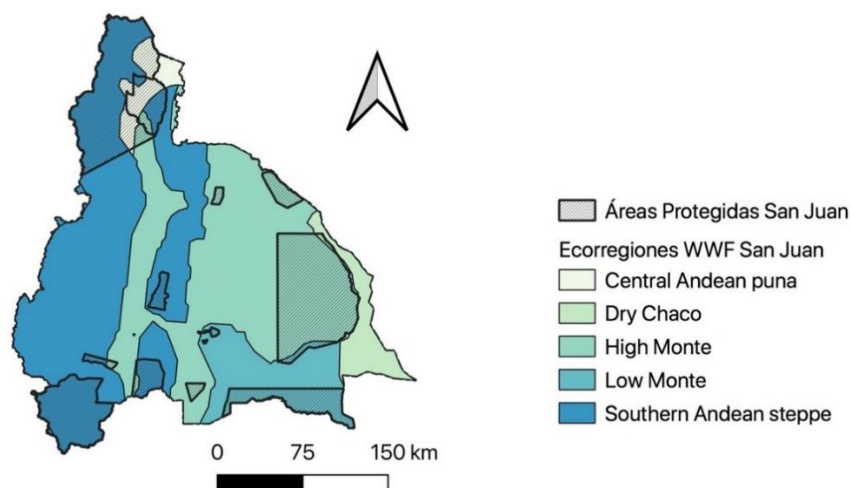 Áreas Protegidas San Juan
Ecorregiones WWF San Juan
Central Andean puna
Dry Chaco
High Monte
Low Monte
Southern Andean steppe
0 75 150 km